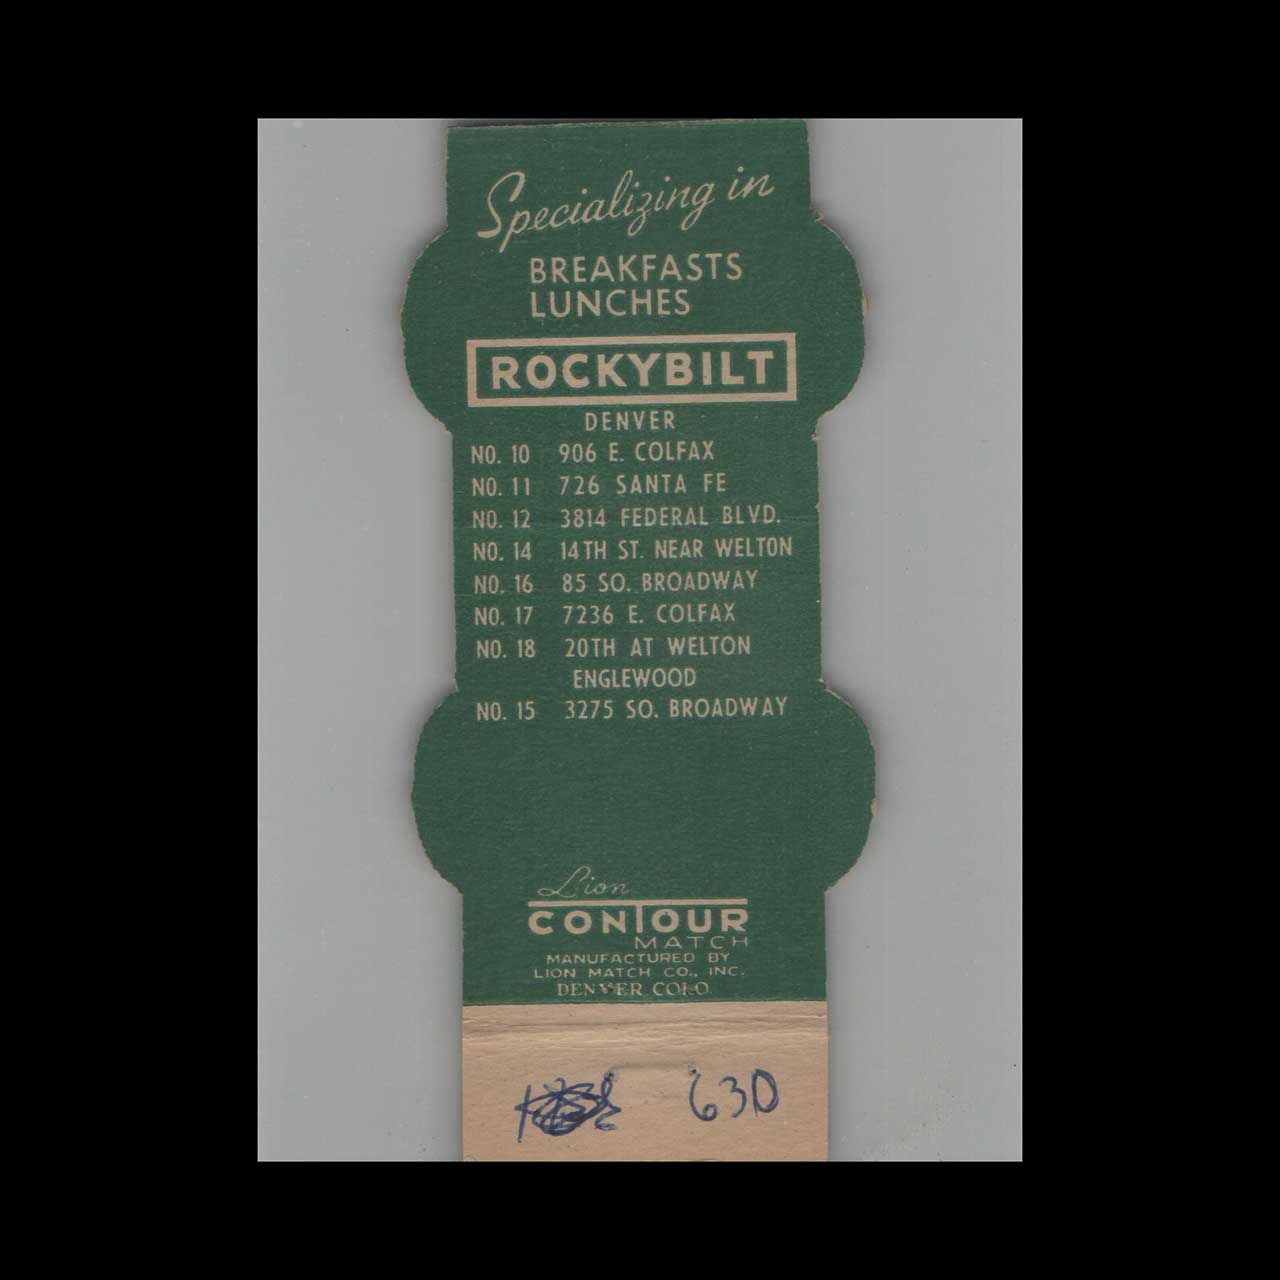 Specializing in
BREAKFASTS
LUNCHES
ROCKYBILT
DENVER
NO. 10 906 E. COLFAX
NO. 11 726 SANTA FE
NO. 12 3814 FEDERAL BLVD.
NO. 14 14TH ST. NEAR WELTON
NO. 16 85 SO. BROADWAY
NO. 17 7236 E. COLFAX
NO. 18 20TH AT WELTON
ENGLEWOOD
NO. 15 3275 SO. BROADWAY
Lion
CONTOUR
MATCH
MANUFACTURED BY
LION MATCH CO., INC.
DENVER COLO.
630